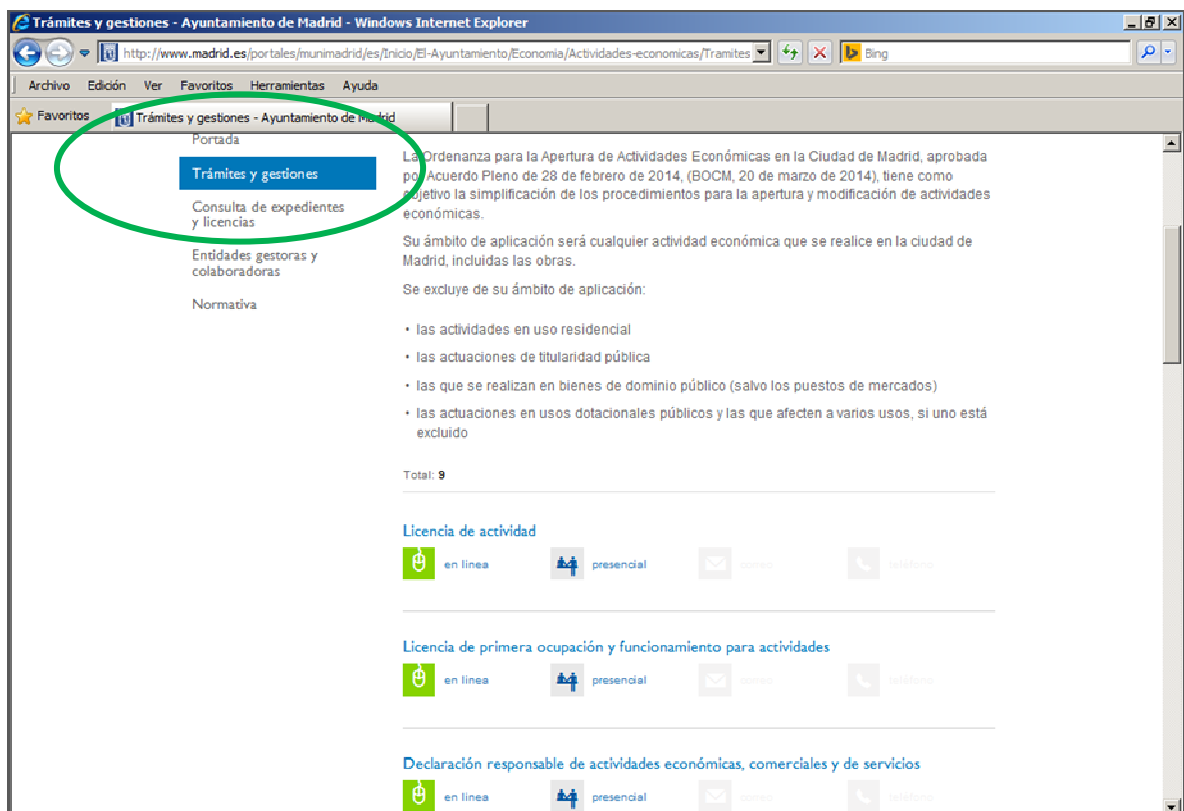 Trámites y gestiones - Ayuntamiento de Madrid - Windows Internet Explorer
http://www.madrid.es/portales/munimadrid/es/Inicio/El-Ayuntamiento/Economia/Actividades-economicas/Tramites
Bing
Archivo Edición Ver Favoritos Herramientas Ayuda
Favoritos
Trámites y gestiones - Ayuntamiento de Madrid
Portada
Trámites y gestiones
Consulta de expedientes
y licencias
Entidades gestoras y
colaboradoras
Normativa
La Ordenanza para la Apertura de Actividades Económicas en la Ciudad de Madrid, aprobada
por Acuerdo Pleno de 28 de febrero de 2014, (BOCM, 20 de marzo de 2014), tiene como
objetivo la simplificación de los procedimientos para la apertura y modificación de actividades
económicas.
Su ámbito de aplicación será cualquier actividad económica que se realice en la ciudad de
Madrid, incluidas las obras.
Se excluye de su ámbito de aplicación:
• las actividades en uso residencial
• las actuaciones de titularidad pública
• las que se realizan en bienes de dominio público (salvo los puestos de mercados)
• las actuaciones en usos dotacionales públicos y las que afecten a varios usos, si uno está
excluido
Total: 9
Licencia de actividad
en línea presencial correo teléfono
Licencia de primera ocupación y funcionamiento para actividades
en línea presencial correo teléfono
Declaración responsable de actividades económicas, comerciales y de servicios
en línea presencial correo teléfono